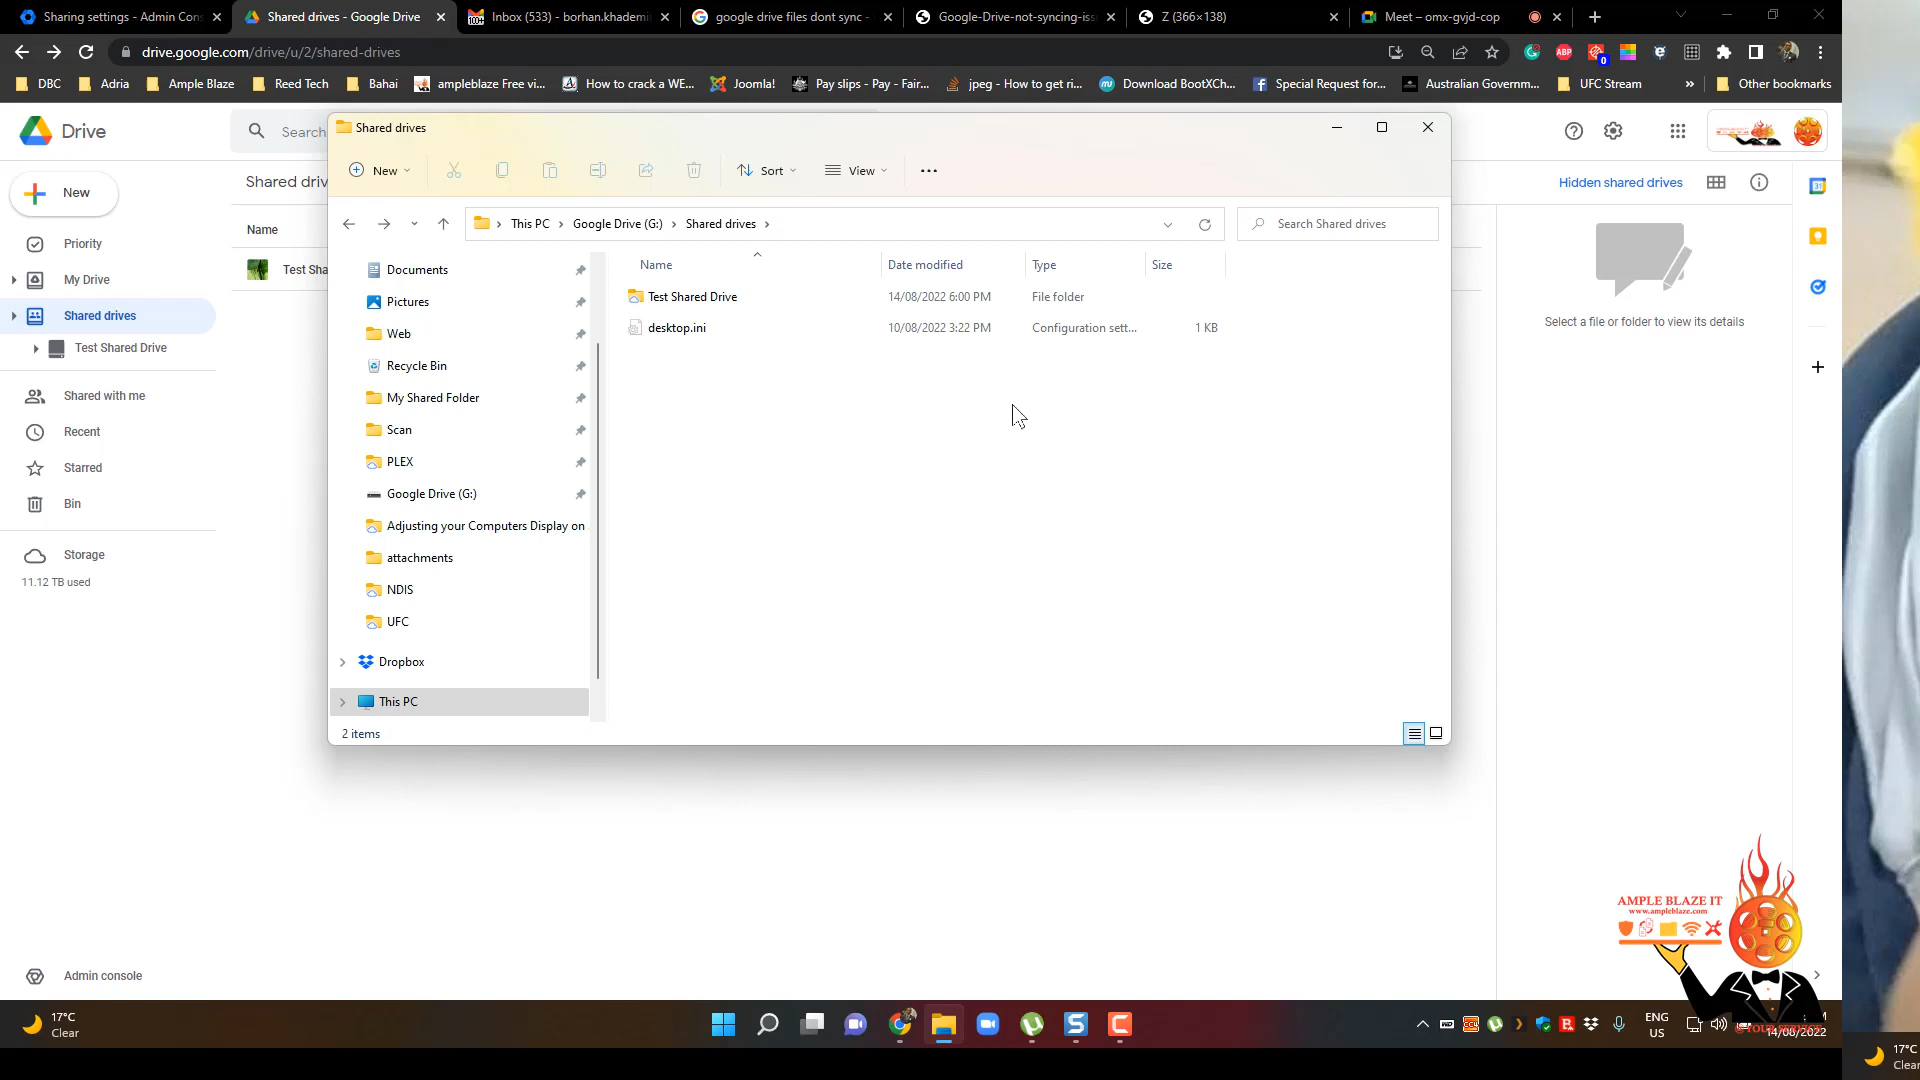 Sharing settings - Admin Cons
Shared drives - Google Drive
Inbox (533) - borhan.khademi
google drive files dont sync -
Google-Drive-not-syncing-iss
Z (366×138)
Meet – omx-gvjd-cop
drive.google.com/drive/u/2/shared-drives
DBC
Adria
Ample Blaze
Reed Tech
Bahai
ampleblaze Free vi...
How to crack a WE...
Joomla!
Pay slips - Pay - Fair...
jpeg - How to get ri...
Download BootXCh...
Special Request for...
Australian Governm...
UFC Stream
»
Other bookmarks
Drive
Search
New
Priority
My Drive
Shared drives
Test Shared Drive
Shared with me
Recent
Starred
Bin
Storage
11.12 TB used
Admin console
Shared driv
Name
Test Sha
Hidden shared drives
Select a file or folder to view its details
Shared drives
New
Sort
View
This PC
Google Drive (G:)
Shared drives
Search Shared drives
Name
Date modified
Type
Size
Test Shared Drive
14/08/2022 6:00 PM
File folder
desktop.ini
10/08/2022 3:22 PM
Configuration sett...
1 KB
Documents
Pictures
Web
Recycle Bin
My Shared Folder
Scan
PLEX
Google Drive (G:)
Adjusting your Computers Display on
attachments
NDIS
UFC
Dropbox
This PC
2 items
AMPLE BLAZE IT
www.ampleblaze.com
@YOUR SERVICE
17°C
Clear
ENG
US
14/08/2022
17°C
Clear